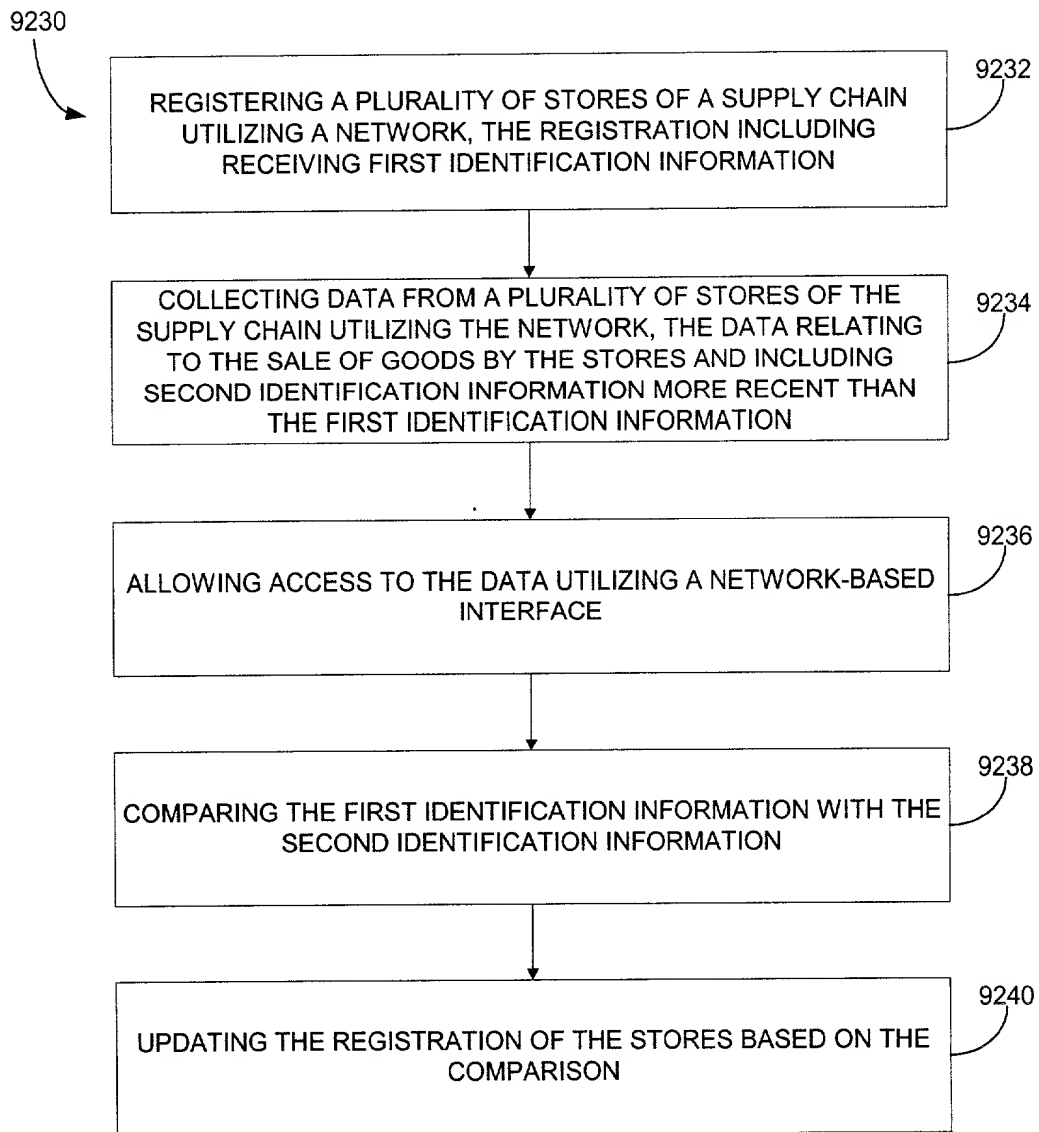 9230
9232
REGISTERING A PLURALITY OF STORES OF A SUPPLY CHAIN
UTILIZING A NETWORK, THE REGISTRATION INCLUDING
RECEIVING FIRST IDENTIFICATION INFORMATION
9234
COLLECTING DATA FROM A PLURALITY OF STORES OF THE
SUPPLY CHAIN UTILIZING THE NETWORK, THE DATA RELATING
TO THE SALE OF GOODS BY THE STORES AND INCLUDING
SECOND IDENTIFICATION INFORMATION MORE RECENT THAN
THE FIRST IDENTIFICATION INFORMATION
9236
ALLOWING ACCESS TO THE DATA UTILIZING A NETWORK-BASED
INTERFACE
9238
COMPARING THE FIRST IDENTIFICATION INFORMATION WITH THE
SECOND IDENTIFICATION INFORMATION
9240
UPDATING THE REGISTRATION OF THE STORES BASED ON THE
COMPARISON